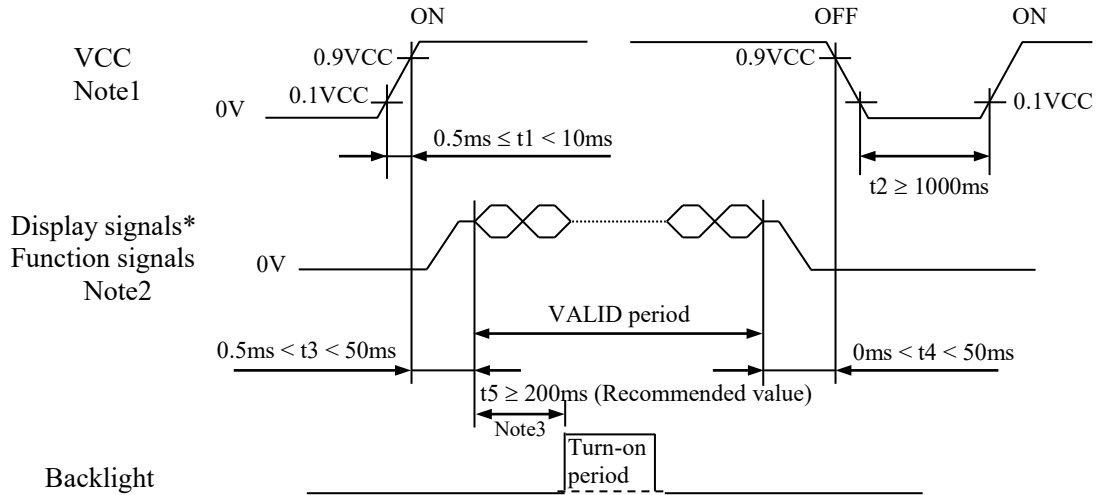 ON
OFF
ON
VCC
Note1
0.9VCC
0.9VCC
0V
0.1VCC
0.1VCC
0.5ms ≤ t1 < 10ms
t2 ≥ 1000ms
Display signals*
Function signals
Note2
0V
VALID period
0.5ms < t3 < 50ms
0ms < t4 < 50ms
t5 ≥ 200ms (Recommended value)
Note3
Turn-on
period
Backlight